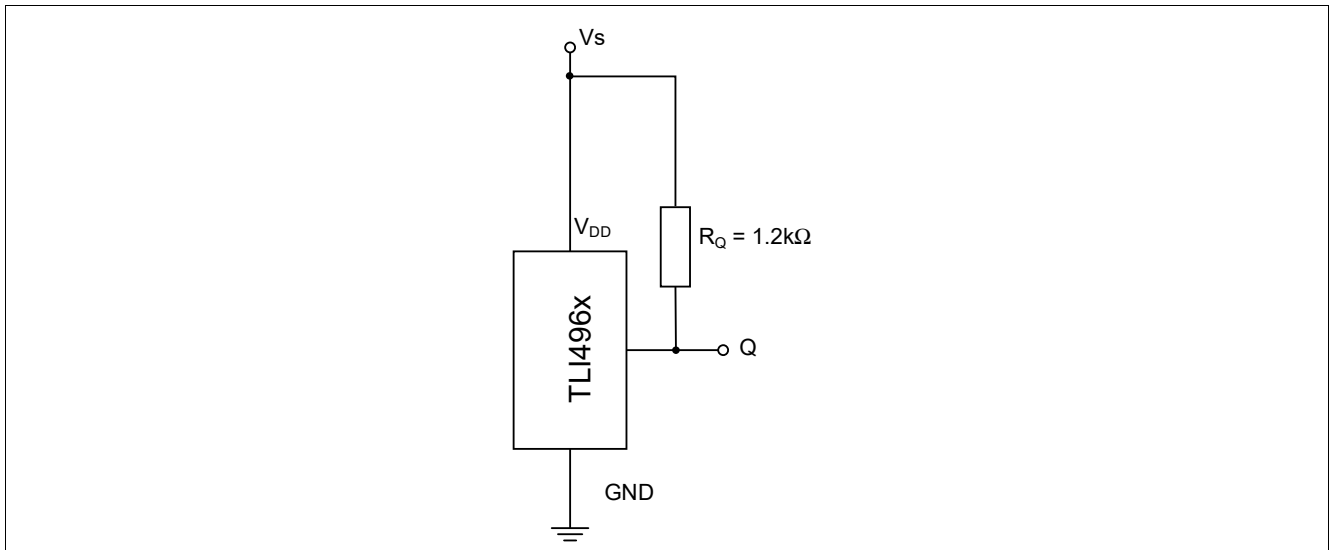 Vs
VDD
RQ = 1.2kΩ
TLI496x
Q
GND